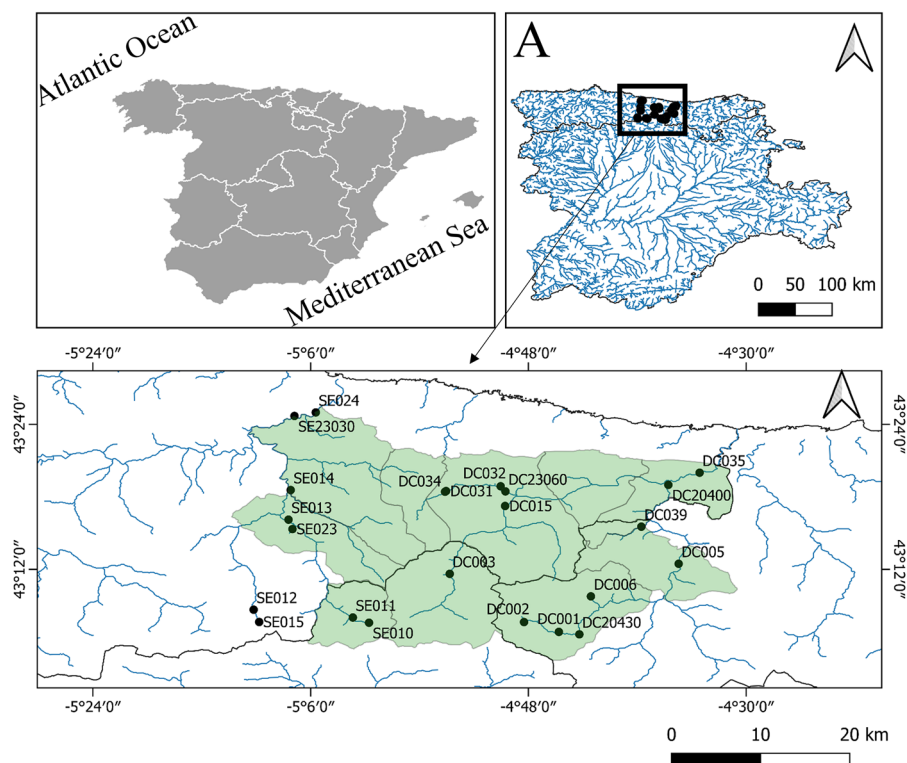 Atlantic Ocean
Mediterranean Sea
A
0 50 100 km
-5°24'0" -5°6'0" -4°48'0" -4°30'0"
43°24'0" 43°24'0"
SE024
SE23030
DC035
SE014
DC032
DC034 DC031
DC23060
DC20400
SE013
DC015
SE023
DC039
43°12'0" 43°12'0"
DC003
DC005
SE012
DC006
SE011
DC002
SE015
SE010
DC001
DC20430
-5°24'0" -5°6'0" -4°48'0" -4°30'0"
0 10 20 km